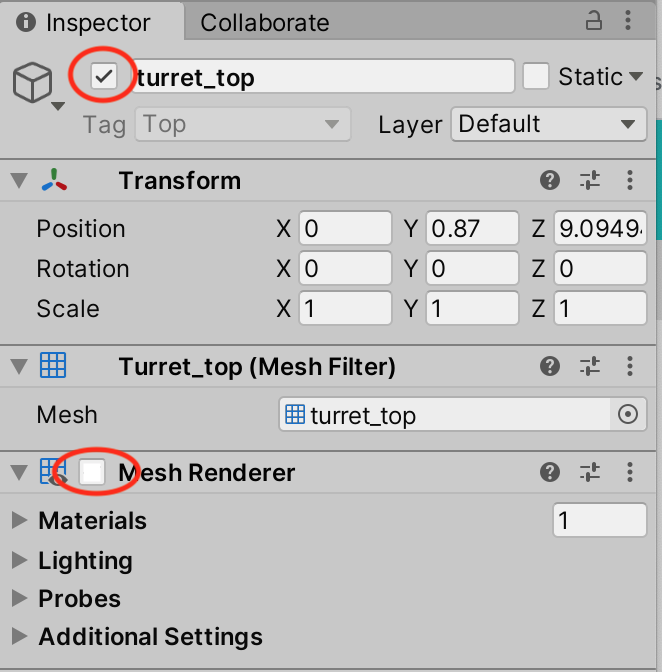 Inspector Collaborate
turret_top Static
Tag Top Layer Default
Transform
Position X 0 Y 0.87 Z 9.0949
Rotation X 0 Y 0 Z 0
Scale X 1 Y 1 Z 1
Turret_top (Mesh Filter)
Mesh turret_top
Mesh Renderer
Materials 1
Lighting
Probes
Additional Settings